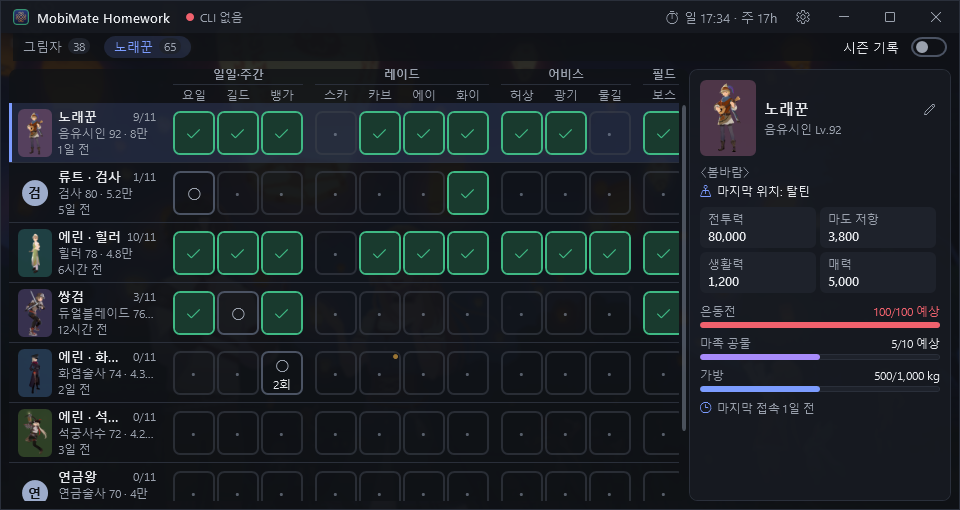 MobiMate Homework
CLI 없음
일 17:34 · 주 17h
그림자 38
노래꾼 65
시즌 기록
일일·주간
레이드
어비스
필드
요일
길드
뱅가
스카
카브
에이
화이
허상
광기
물길
보스
노래꾼 9/11
음유시인 92 · 8만
1일 전
검
류트 · 검사 1/11
검사 80 · 5.2만
5일 전
에린 · 힐러 10/11
힐러 78 · 4.8만
6시간 전
쌍검 3/11
듀얼블레이드 76...
12시간 전
에린 · 화... 0/11
화염술사 74 · 4.3...
2일 전
2회
에린 · 석... 0/11
석궁사수 72 · 4.2...
3일 전
연
연금왕 0/11
연금술사 70 · 4만
노래꾼
음유시인 Lv.92
〈봄바람〉
마지막 위치: 탈틴
전투력
80,000
마도 저항
3,800
생활력
1,200
매력
5,000
은동전 100/100 예상
마족 공물 5/10 예상
가방 500/1,000 kg
마지막 접속 1일 전